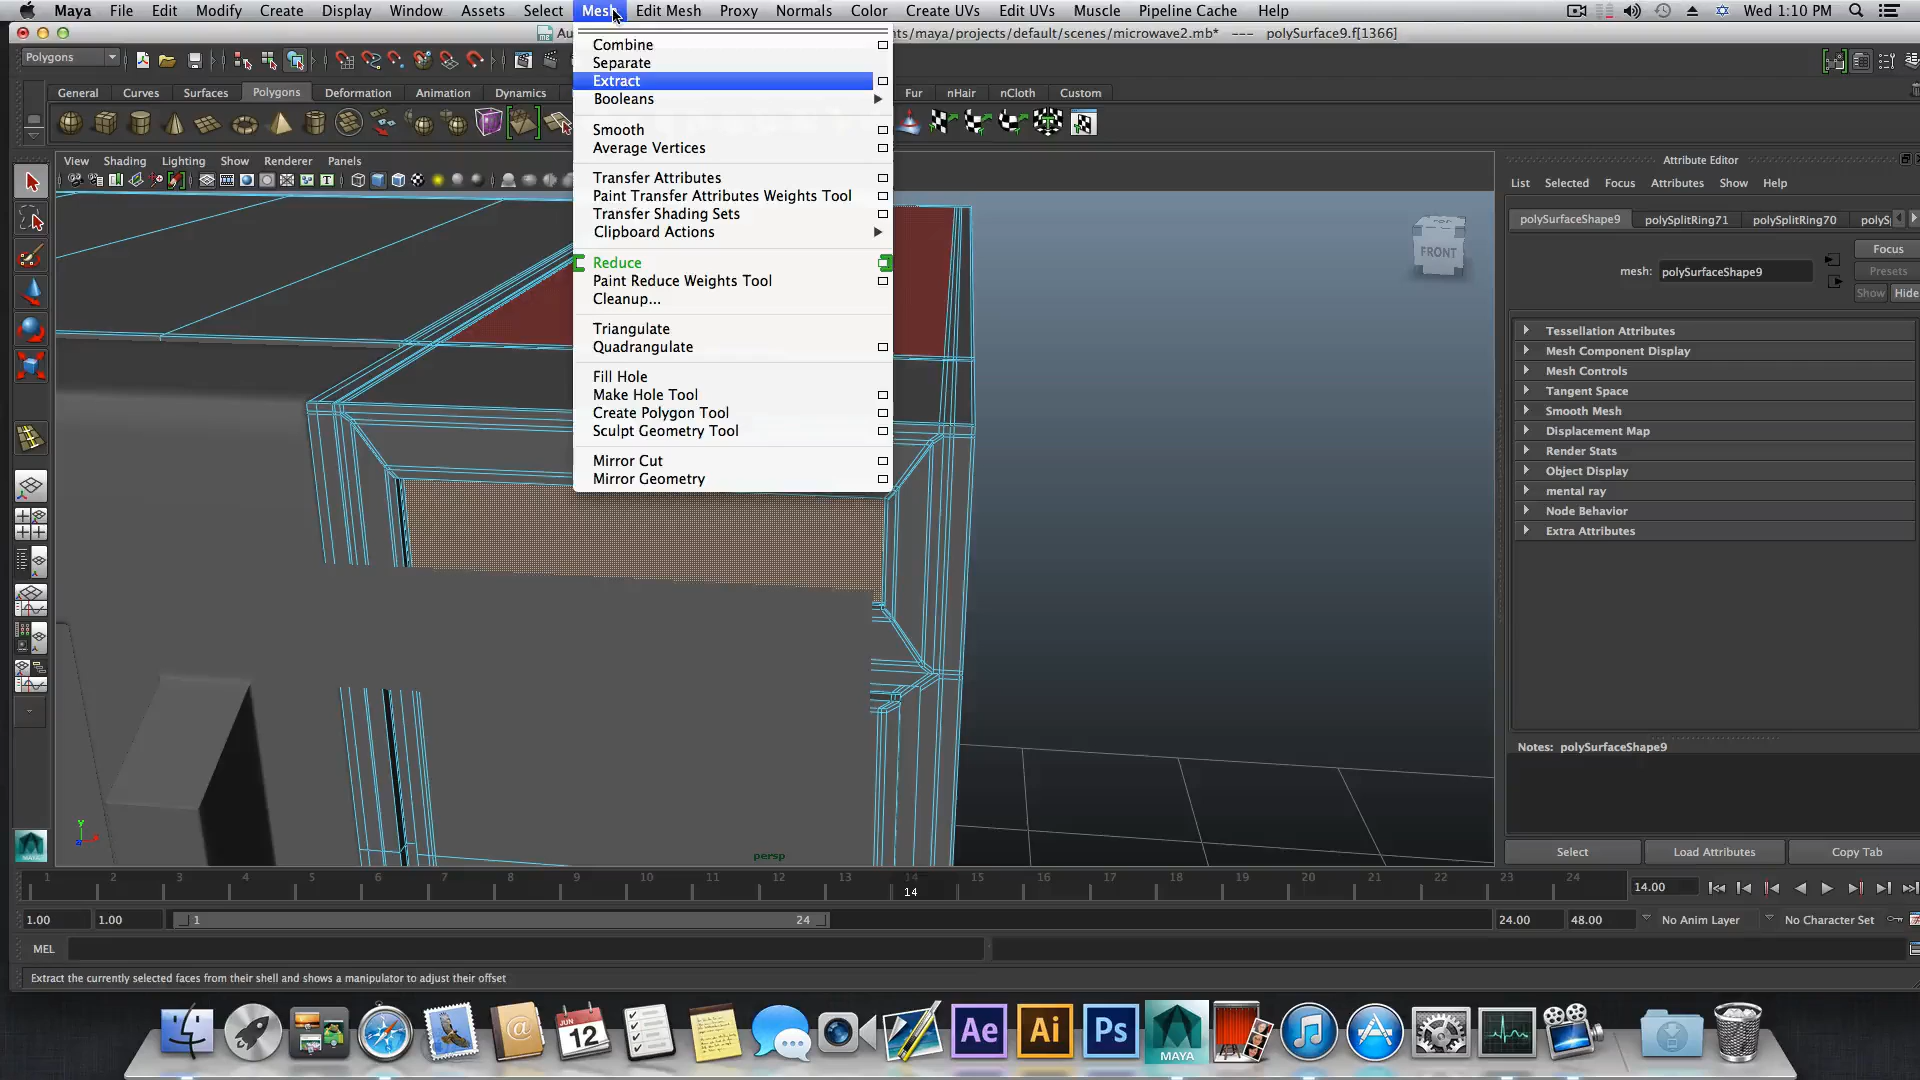 Maya File Edit Modify Create Display Window Assets Select Mesh Edit Mesh Proxy Normals Color Create UVs Edit UVs Muscle Pipeline Cache Help Wed 1:10 PM
Au nts/maya/projects/default/scenes/microwave2.mb* --- polySurface9.f[1366]
Polygons
General Curves Surfaces Polygons Deformation Animation Dynamics Fur nHair nCloth Custom
View Shading Lighting Show Renderer Panels
Combine
Separate
Extract
Booleans
Smooth
Average Vertices
Transfer Attributes
Paint Transfer Attributes Weights Tool
Transfer Shading Sets
Clipboard Actions
Reduce
Paint Reduce Weights Tool
Cleanup...
Triangulate
Quadrangulate
Fill Hole
Make Hole Tool
Create Polygon Tool
Sculpt Geometry Tool
Mirror Cut
Mirror Geometry
FRONT
persp
y
Attribute Editor
List Selected Focus Attributes Show Help
polySurfaceShape9 polySplitRing71 polySplitRing70 polyS
Focus
mesh: polySurfaceShape9
Presets
Show Hide
Tessellation Attributes
Mesh Component Display
Mesh Controls
Tangent Space
Smooth Mesh
Displacement Map
Render Stats
Object Display
mental ray
Node Behavior
Extra Attributes
Notes: polySurfaceShape9
Select Load Attributes Copy Tab
1 2 3 4 5 6 7 8 9 10 11 12 13 14 15 16 17 18 19 20 21 22 23 24
14
14.00
1.00 1.00 1 24 24.00 48.00 No Anim Layer No Character Set
MEL
Extract the currently selected faces from their shell and shows a manipulator to adjust their offset
JUN
12
Ae Ai Ps
MAYA